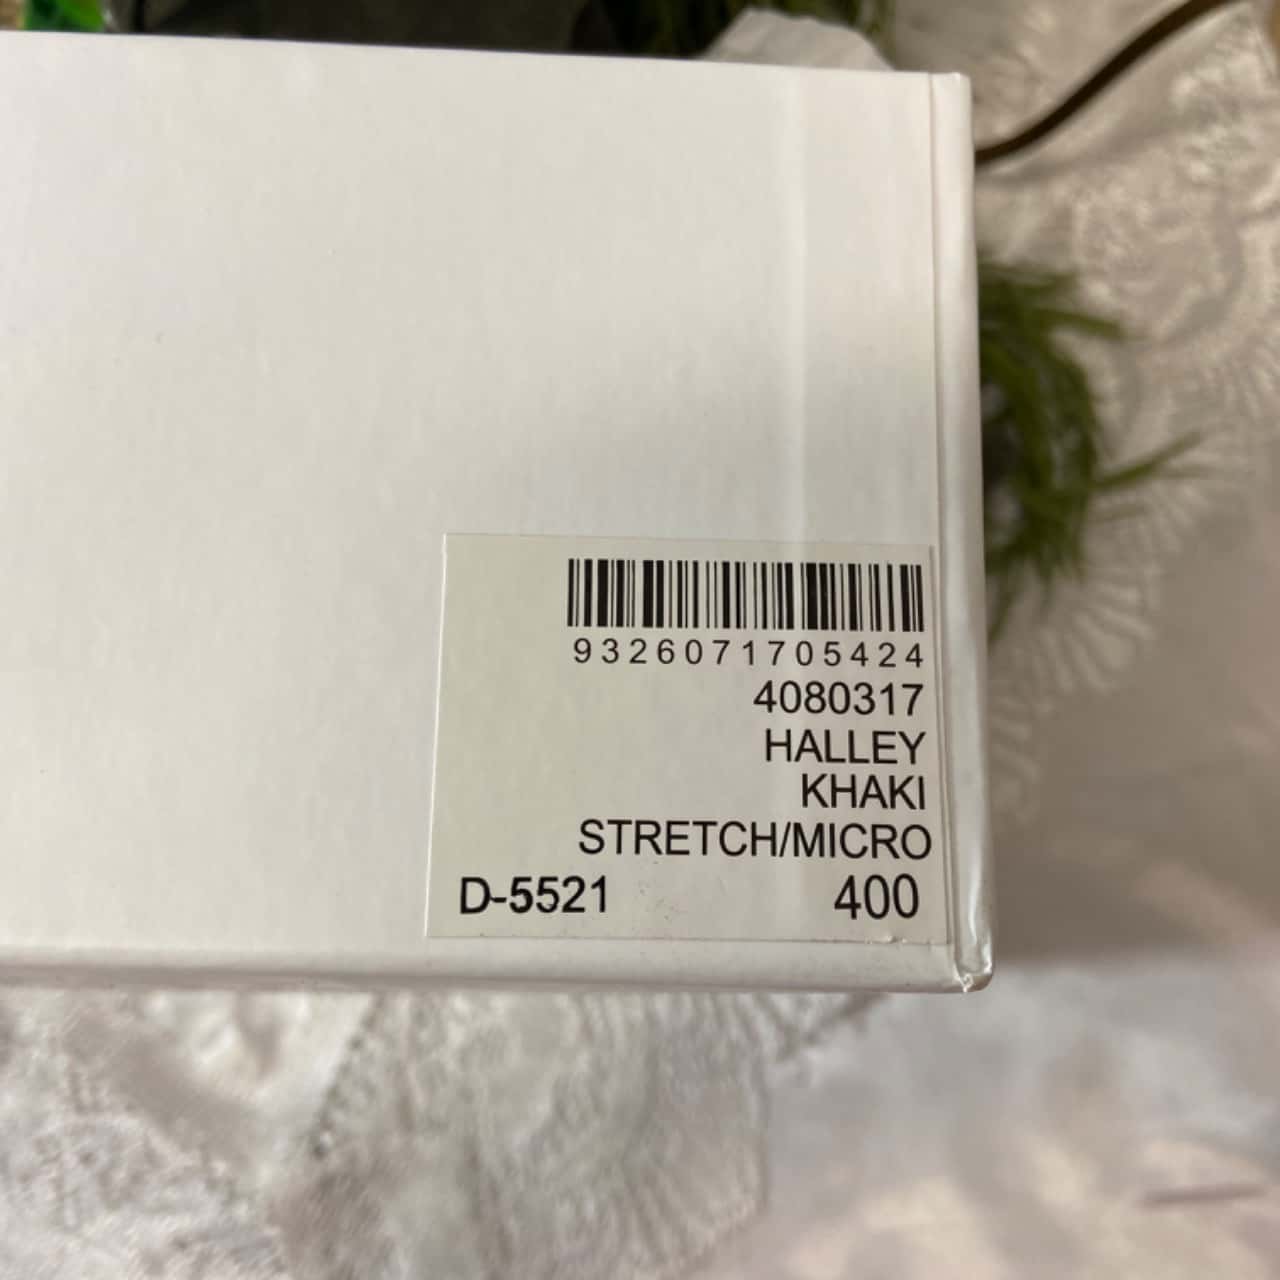 9326071705424
4080317
HALLEY
KHAKI
STRETCH/MICRO
D-5521 400